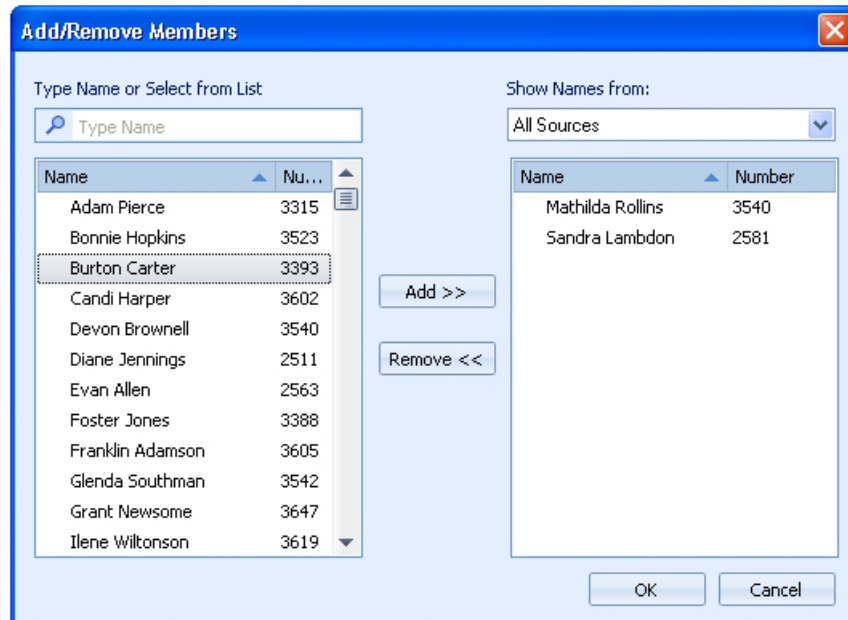 Add/Remove Members
Type Name or Select from List
Show Names from:
Type Name
All Sources
Name Nu...
Adam Pierce 3315
Bonnie Hopkins 3523
Burton Carter 3393
Candi Harper 3602
Devon Brownell 3540
Diane Jennings 2511
Evan Allen 2563
Foster Jones 3388
Franklin Adamson 3605
Glenda Southman 3542
Grant Newsome 3647
Ilene Wiltonson 3619
Add >>
Remove <<
Name Number
Mathilda Rollins 3540
Sandra Lambdon 2581
OK
Cancel